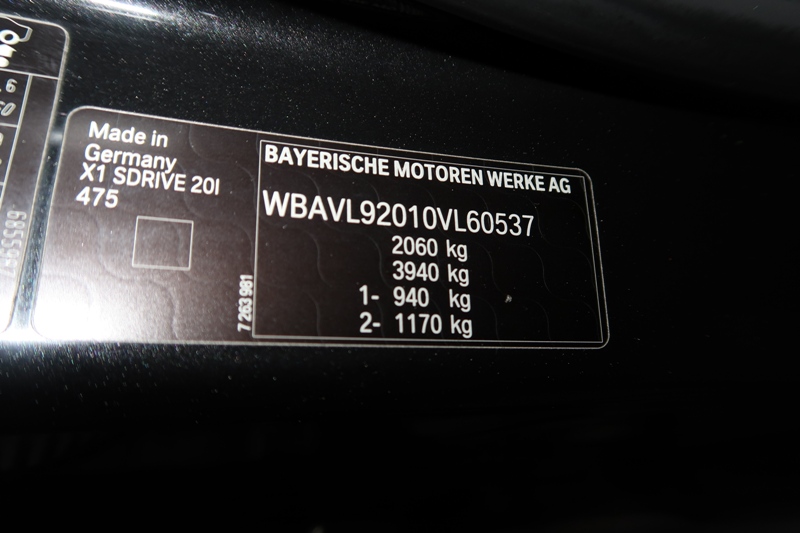 Made in
Germany
X1 SDRIVE 20I
475
7 263 981
BAYERISCHE MOTOREN WERKE AG
WBAVL92010VL60537
2060 kg
3940 kg
1- 940 kg
2- 1170 kg